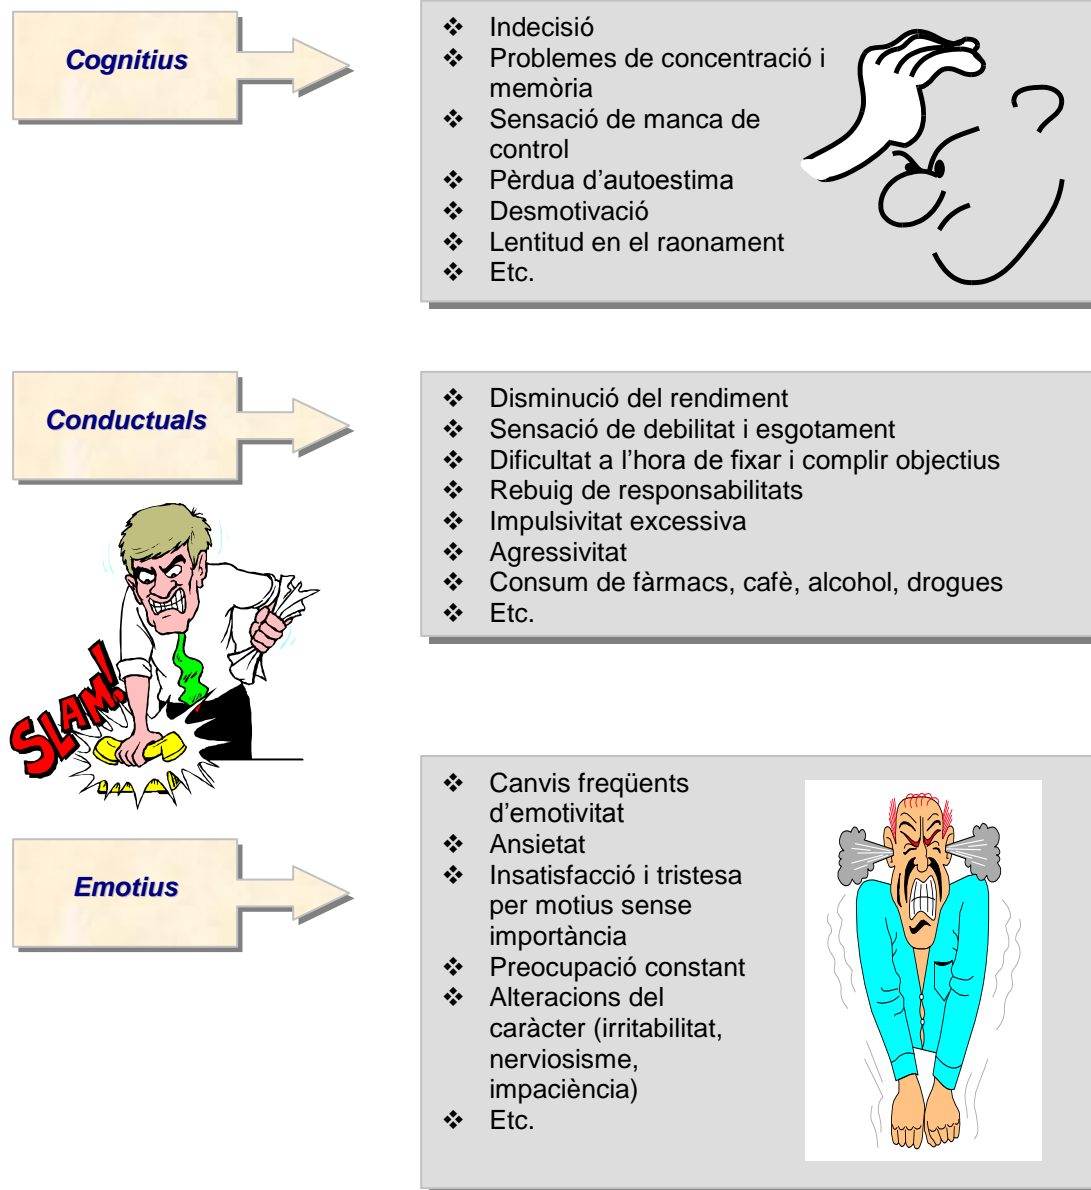 Cognitius
❖ Indecisió
❖ Problemes de concentració i
memòria
❖ Sensació de manca de
control
❖ Pèrdua d'autoestima
❖ Desmotivació
❖ Lentitud en el raonament
❖ Etc.
Conductuals
❖ Disminució del rendiment
❖ Sensació de debilitat i esgotament
❖ Dificultat a l'hora de fixar i complir objectius
❖ Rebuig de responsabilitats
❖ Impulsivitat excessiva
❖ Agressivitat
❖ Consum de fàrmacs, cafè, alcohol, drogues
❖ Etc.
SLAM!
Emotius
❖ Canvis freqüents
d'emotivitat
❖ Ansietat
❖ Insatisfacció i tristesa
per motius sense
importància
❖ Preocupació constant
❖ Alteracions del
caràcter (irritabilitat,
nerviosisme,
impaciència)
❖ Etc.